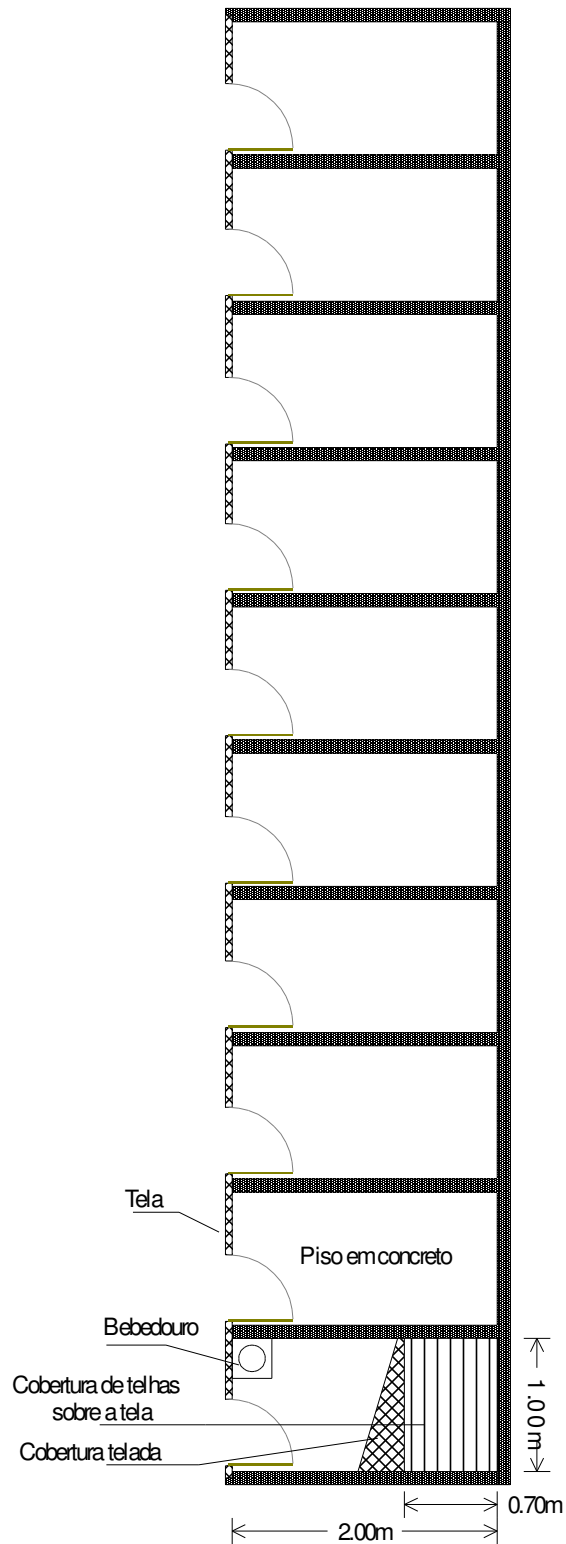 Tela
Piso em concreto
Bebedouro
Cobertura de telhas
sobre a tela
Cobertura telada
1.00m
0.70m
2.00m